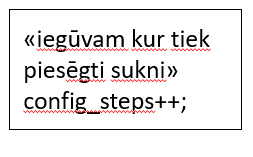 «iegūvam kur tiek
piesēgti sukni»
config_steps++;